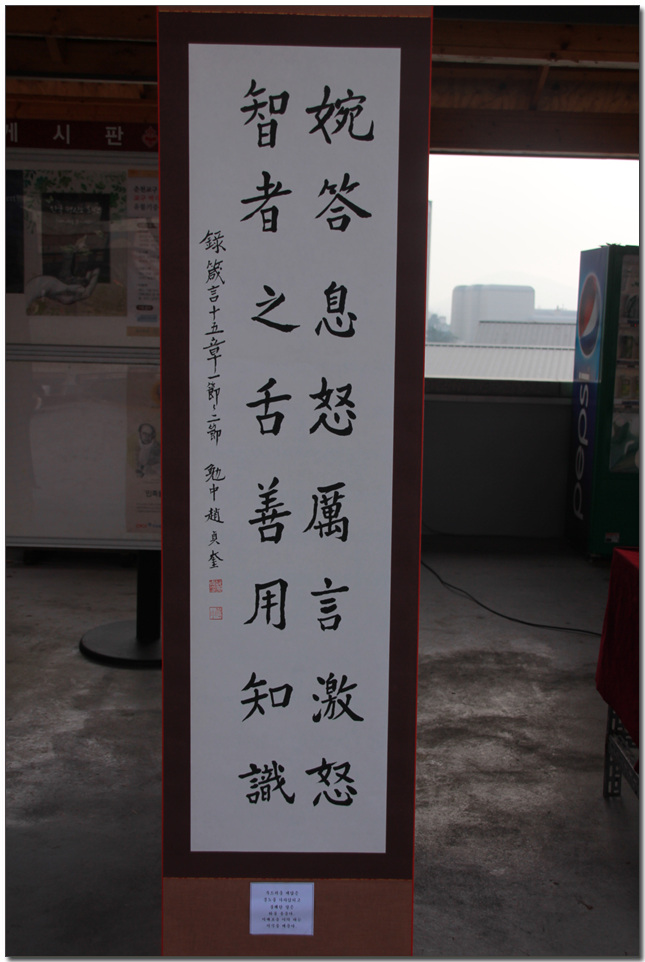 婉答息怒厲言激怒
智者之舌善用知識
錄箴言十五章一節、二節 勉中 趙貞奎
게시판
pepsi